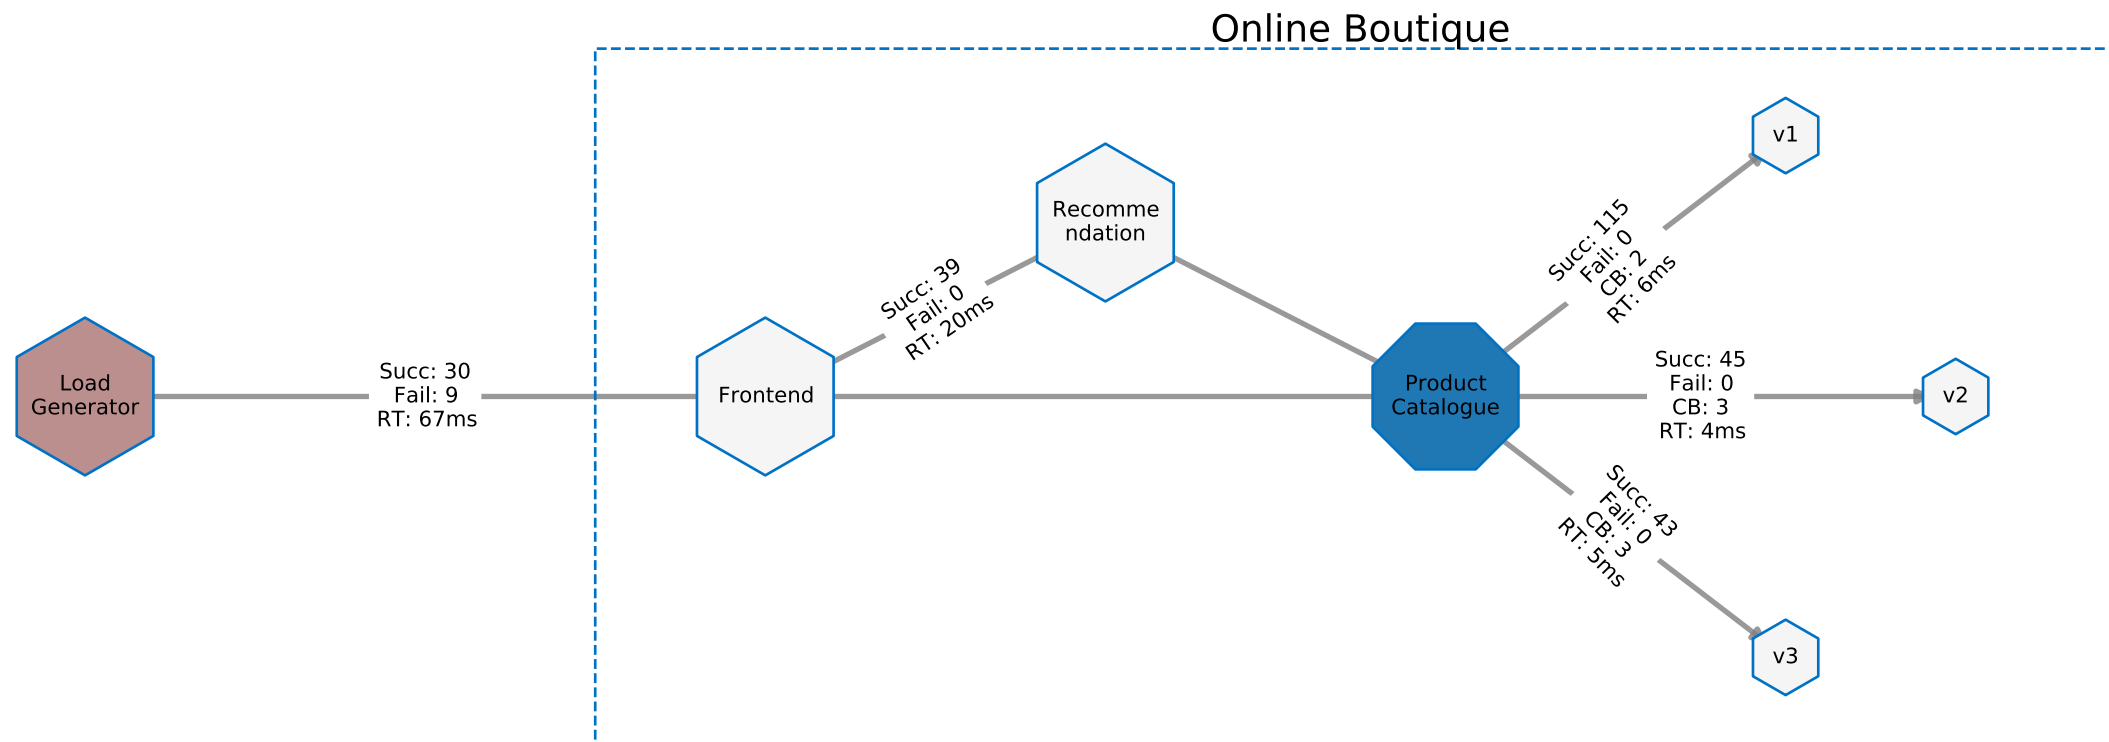 Online Boutique
Load
Generator
Succ: 30
Fail: 9
RT: 67ms
Frontend
Succ: 39
Fail: 0
RT: 20ms
Recomme
ndation
Product
Catalogue
Succ: 115
Fail: 0
CB: 2
RT: 6ms
v1
Succ: 45
Fail: 0
CB: 3
RT: 4ms
v2
Succ: 43
Fail: 0
CB: 3
RT: 5ms
v3